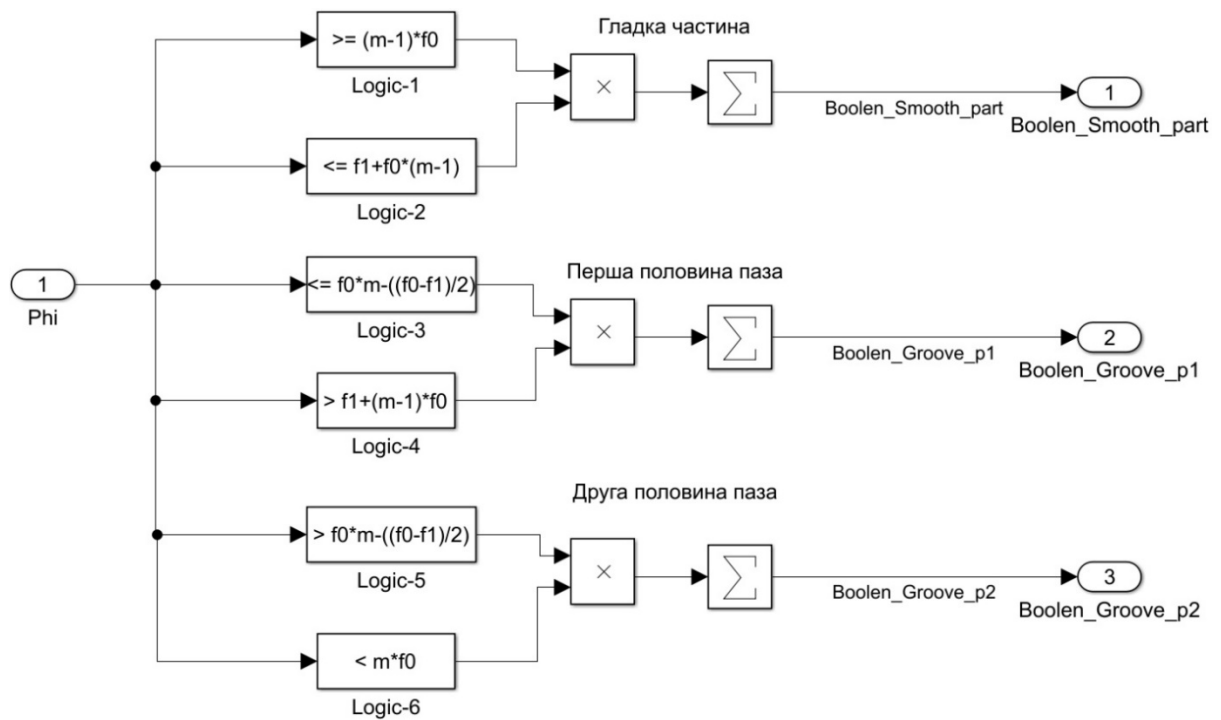 Гладка частина
>= (m-1)*f0
Logic-1
×
∑
Boolen_Smooth_part
1
Boolen_Smooth_part
<= f1+f0*(m-1)
Logic-2
1
Phi
Перша половина паза
<= f0*m-((f0-f1)/2)
Logic-3
×
∑
Boolen_Groove_p1
2
Boolen_Groove_p1
> f1+(m-1)*f0
Logic-4
Друга половина паза
> f0*m-((f0-f1)/2)
Logic-5
×
∑
Boolen_Groove_p2
3
Boolen_Groove_p2
< m*f0
Logic-6